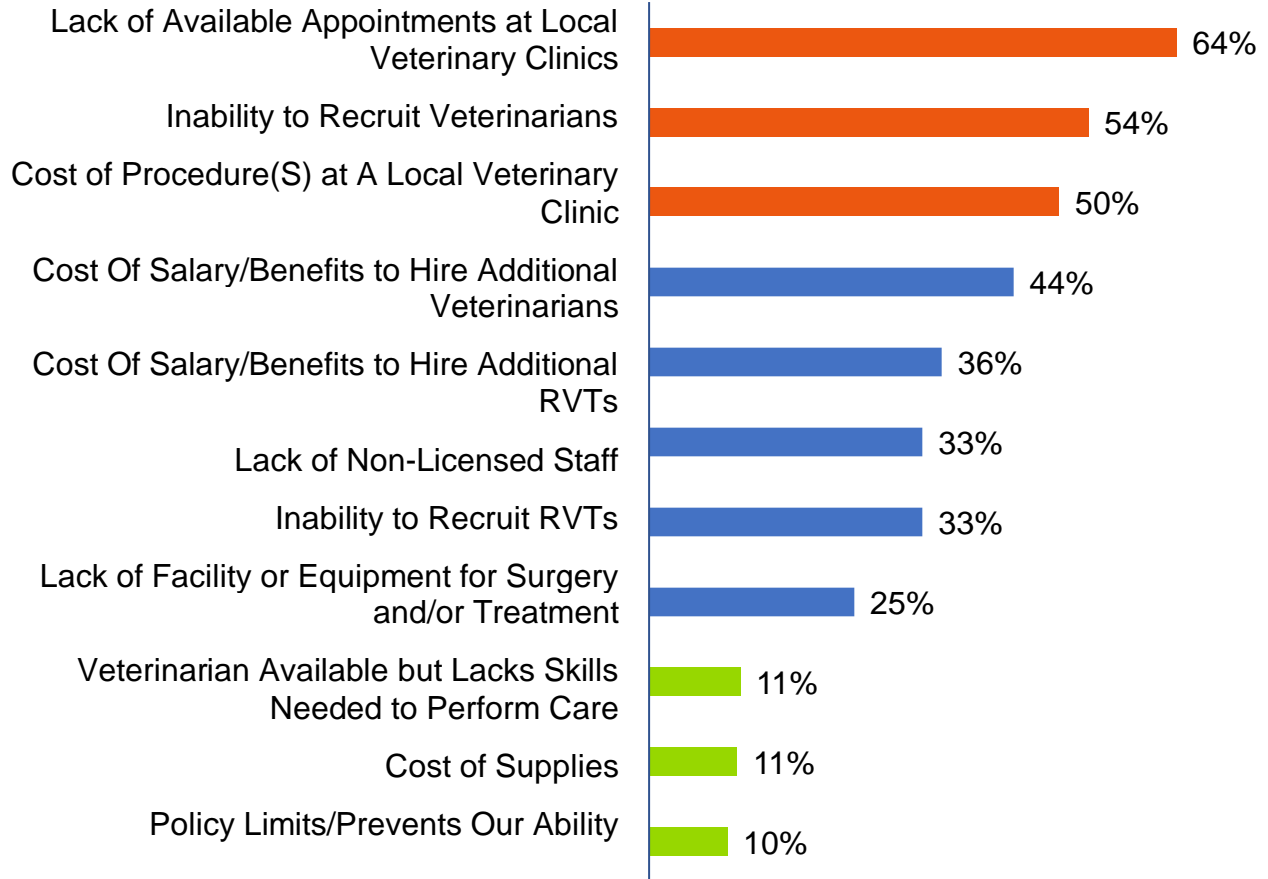 Lack of Available Appointments at Local
Veterinary Clinics
64%
Inability to Recruit Veterinarians
54%
Cost of Procedure(S) at A Local Veterinary
Clinic
50%
Cost Of Salary/Benefits to Hire Additional
Veterinarians
44%
Cost Of Salary/Benefits to Hire Additional
RVTs
36%
Lack of Non-Licensed Staff
33%
Inability to Recruit RVTs
33%
Lack of Facility or Equipment for Surgery
and/or Treatment
25%
Veterinarian Available but Lacks Skills
Needed to Perform Care
11%
Cost of Supplies
11%
Policy Limits/Prevents Our Ability
10%